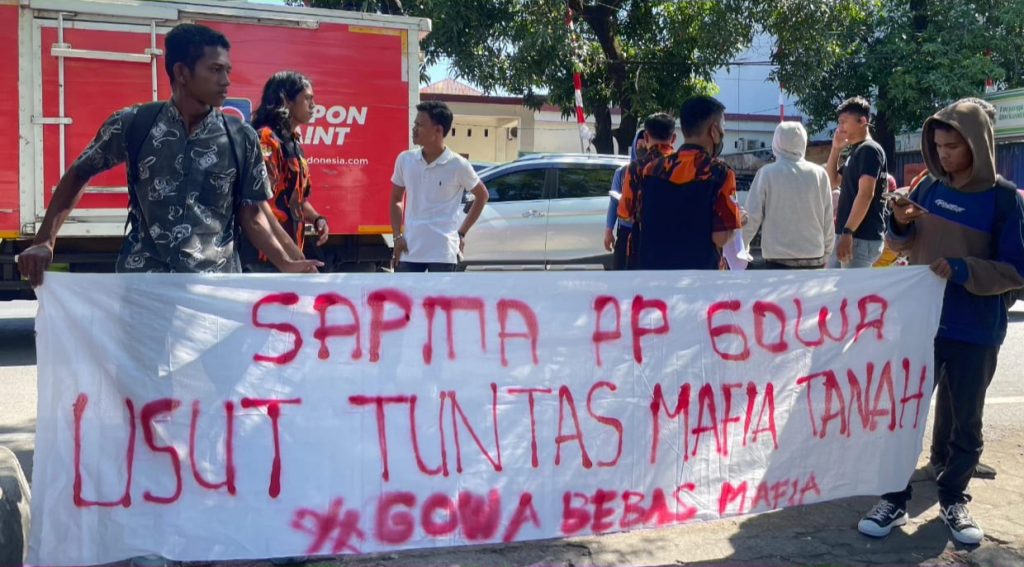 PON
INT
donesia.com
SAPMA PP GOWA
USUT TUNTAS MAFIA TANAH
#GOWA BEBAS MAFIA